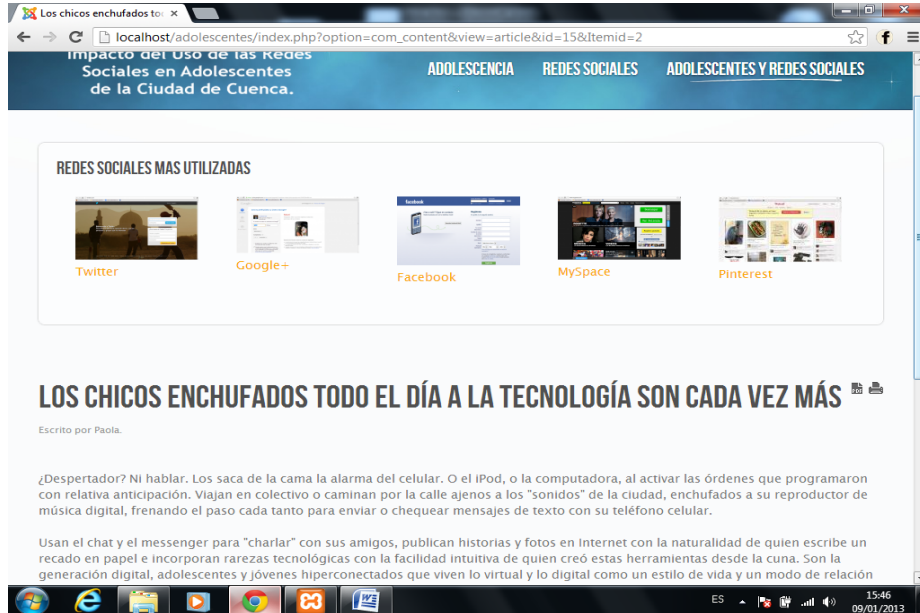 Los chicos enchufados to
localhost/adolescentes/index.php?option=com_content&view=article&id=15&Itemid=2
Impacto del Uso de las Redes
Sociales en Adolescentes
de la Ciudad de Cuenca.
ADOLESCENCIA REDES SOCIALES ADOLESCENTES Y REDES SOCIALES
REDES SOCIALES MAS UTILIZADAS
facebook
Twitter
Google+
Facebook
MySpace
Pinterest
LOS CHICOS ENCHUFADOS TODO EL DÍA A LA TECNOLOGÍA SON CADA VEZ MÁS
Escrito por Paola.
¿Despertador? Ni hablar. Los saca de la cama la alarma del celular. O el iPod, o la computadora, al activar las órdenes que programaron
con relativa anticipación. Viajan en colectivo o caminan por la calle ajenos a los "sonidos" de la ciudad, enchufados a su reproductor de
música digital, frenando el paso cada tanto para enviar o chequear mensajes de texto con su teléfono celular.
Usan el chat y el messenger para "charlar" con sus amigos, publican historias y fotos en Internet con la naturalidad de quien escribe un
recado en papel e incorporan rarezas tecnológicas con la facilidad intuitiva de quien creó estas herramientas desde la cuna. Son la
generación digital, adolescentes y jóvenes hiperconectados que viven lo virtual y lo digital como un estilo de vida y un modo de relación
ES
15:46
09/01/2013